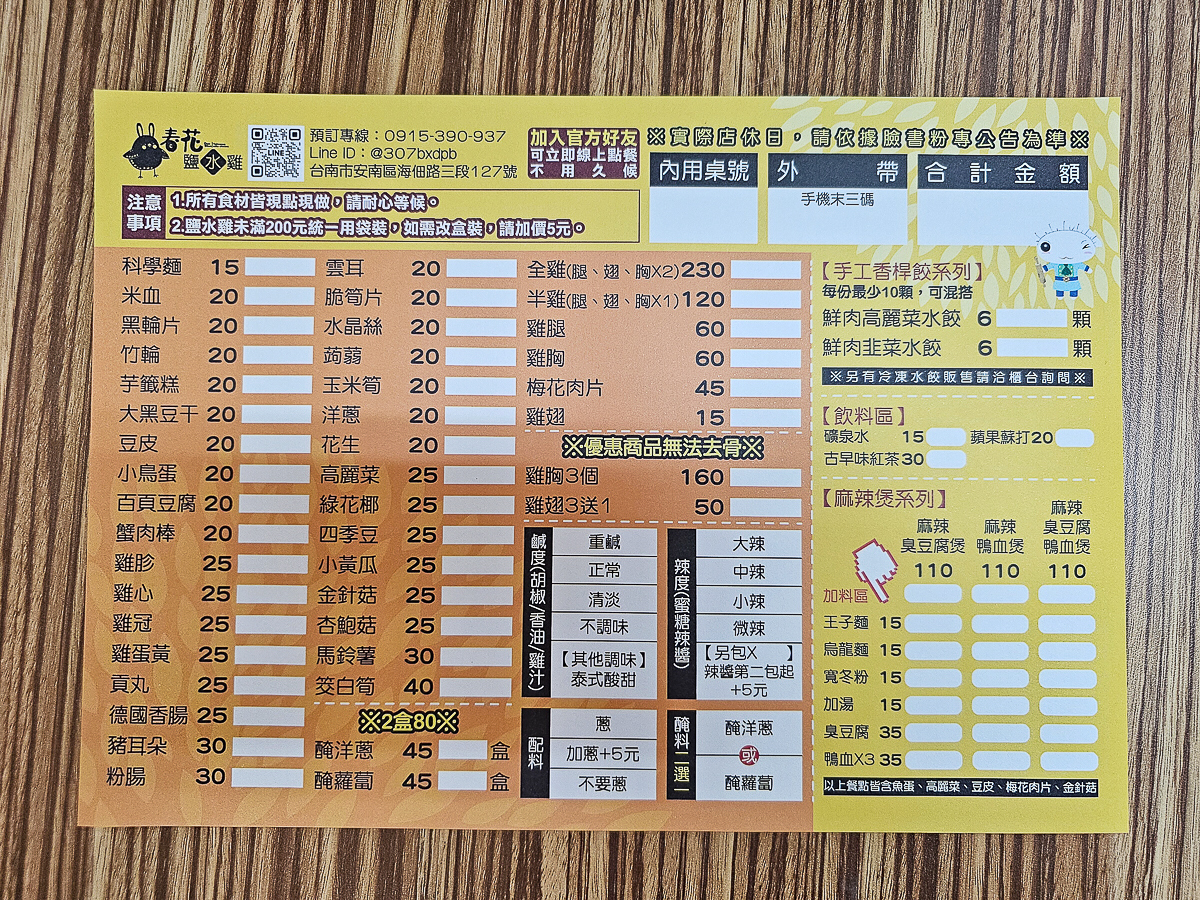 春花
鹽水雞
LINE
預訂專線：0915-390-937
Line ID：@307bxdpb
台南市安南區海佃路三段127號
加入官方好友
可立即線上點餐
不用久候
※實際店休日，請依據臉書粉專公告為準※
內用桌號
外帶
合計金額
手機末三碼
注意事項
1.所有食材皆現點現做，請耐心等候。
2.鹽水雞未滿200元統一用袋裝，如需改盒裝，請加價5元。
科學麵 15
米血 20
黑輪片 20
竹輪 20
芋籤糕 20
大黑豆干 20
豆皮 20
小鳥蛋 20
百頁豆腐 20
蟹肉棒 20
雞胗 25
雞心 25
雞冠 25
雞蛋黃 25
貢丸 25
德國香腸 25
豬耳朵 30
粉腸 30
雲耳 20
脆筍片 20
水晶絲 20
蒟蒻 20
玉米筍 20
洋蔥 20
花生 20
高麗菜 25
綠花椰 25
四季豆 25
小黃瓜 25
金針菇 25
杏鮑菇 25
馬鈴薯 30
筊白筍 40
※2盒80※
醃洋蔥 45 盒
醃蘿蔔 45 盒
全雞(腿、翅、胸X2) 230
半雞(腿、翅、胸X1) 120
雞腿 60
雞胸 60
梅花肉片 45
雞翅 15
※優惠商品無法去骨※
雞胸3個 160
雞翅3送1 50
鹹度(胡椒/香油/雞汁)
重鹹
正常
清淡
不調味
【其他調味】
泰式酸甜
辣度(蜜糖辣醬)
大辣
中辣
小辣
微辣
【另包X 】
辣醬第二包起
+5元
配料
蔥
加蔥+5元
不要蔥
醃料二選一
醃洋蔥
或
醃蘿蔔
【手工香桿餃系列】
每份最少10顆，可混搭
鮮肉高麗菜水餃 6 顆
鮮肉韭菜水餃 6 顆
※另有冷凍水餃販售請洽櫃台詢問※
【飲料區】
礦泉水 15 蘋果蘇打 20
古早味紅茶 30
【麻辣煲系列】
麻辣
臭豆腐煲
110
麻辣
鴨血煲
110
麻辣
臭豆腐
鴨血煲
110
加料區
王子麵 15
烏龍麵 15
寬冬粉 15
加湯 15
臭豆腐 35
鴨血X3 35
以上餐點皆含魚蛋、高麗菜、豆皮、梅花肉片、金針菇